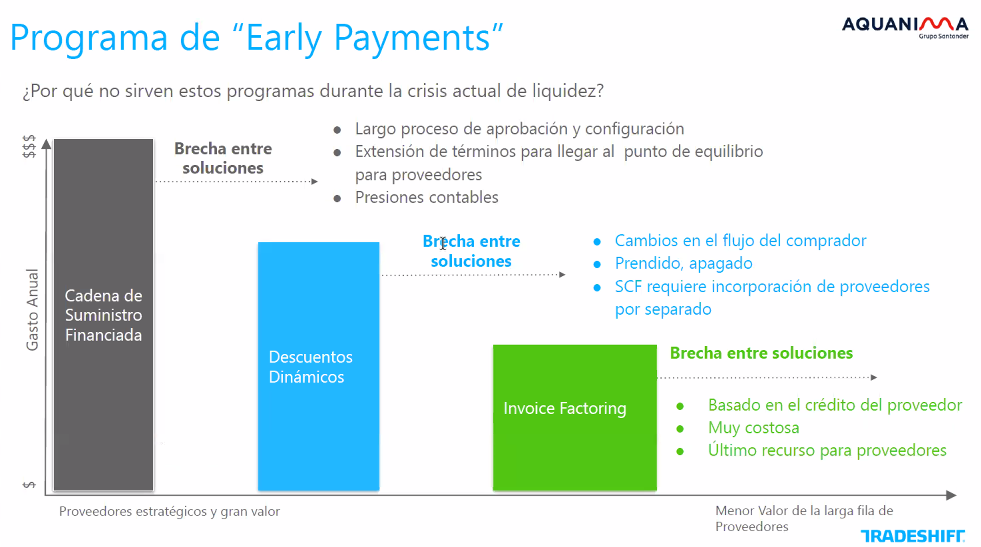 Programa de “Early Payments”
AQUANIMA
Grupo Santander
¿Por qué no sirven estos programas durante la crisis actual de liquidez?
$$$
Gasto Anual
$
Cadena de
Suministro
Financiada
Brecha entre
soluciones
● Largo proceso de aprobación y configuración
● Extensión de términos para llegar al punto de equilibrio
para proveedores
● Presiones contables
Descuentos
Dinámicos
Brecha entre
soluciones
● Cambios en el flujo del comprador
● Prendido, apagado
● SCF requiere incorporación de proveedores
por separado
Invoice Factoring
Brecha entre soluciones
● Basado en el crédito del proveedor
● Muy costosa
● Último recurso para proveedores
Proveedores estratégicos y gran valor
Menor Valor de la larga fila de
Proveedores
TRADESHIFT